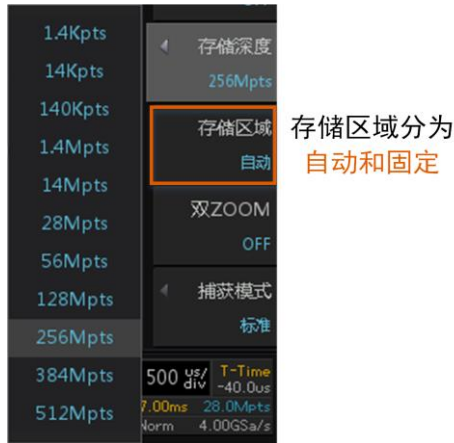 1.4Kpts
14Kpts
140Kpts
1.4Mpts
14Mpts
28Mpts
56Mpts
128Mpts
256Mpts
384Mpts
512Mpts
存储深度
256Mpts
存储区域
自动
双ZOOM
OFF
捕获模式
标准
500 us/div
T-Time
-40.0us
7.00ms 28.0Mpts
Norm 4.00GSa/s
存储区域分为
自动和固定